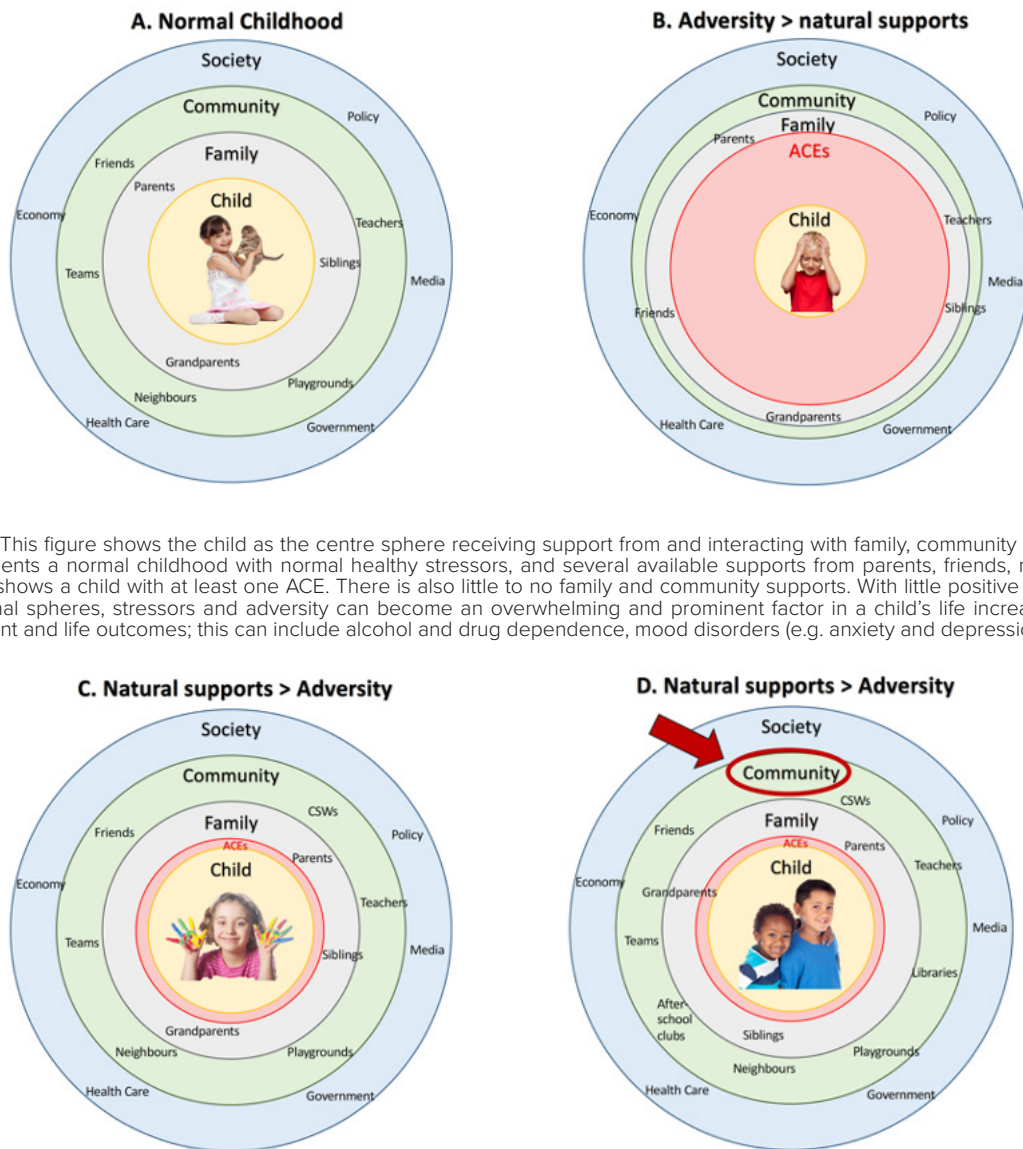 A. Normal Childhood
B. Adversity > natural supports
Society
Community
Policy
Family
Friends
Parents
Child
Economy
Teachers
Siblings
Teams
Media
Grandparents
Playgrounds
Neighbours
Health Care
Government
Society
Community
Policy
Family
Parents
ACEs
Child
Economy
Teachers
Media
Siblings
Friends
Grandparents
Health Care
Government
This figure shows the child as the centre sphere receiving support from and interacting with family, community
ents a normal childhood with normal healthy stressors, and several available supports from parents, friends,
shows a child with at least one ACE. There is also little to no family and community supports. With little positive
nal spheres, stressors and adversity can become an overwhelming and prominent factor in a child's life increa
nt and life outcomes; this can include alcohol and drug dependence, mood disorders (e.g. anxiety and depressio
C. Natural supports > Adversity
D. Natural supports > Adversity
Society
Community
CSWs
Family
Friends
Policy
ACEs
Parents
Child
Economy
Teachers
Teams
Siblings
Media
Grandparents
Neighbours
Playgrounds
Health Care
Government
Society
Community
CSWs
Family
Policy
Friends
ACEs
Parents
Child
Teachers
Economy
Grandparents
Media
Teams
Libraries
After-
school
clubs
Siblings
Playgrounds
Neighbours
Health Care
Government